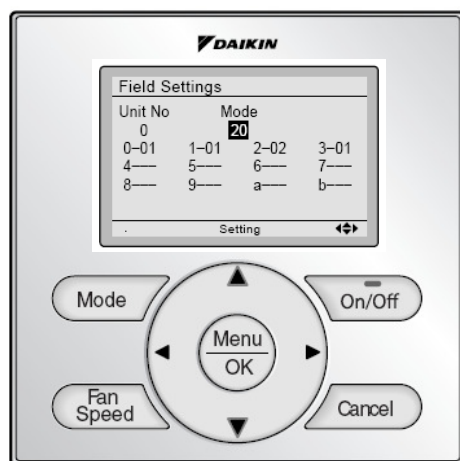 DAIKIN
Field Settings
Unit No Mode
0 20
0-01 1-01 2-02 3-01
4--- 5--- 6--- 7---
8--- 9--- a--- b---
Setting
Mode
On/Off
Menu
OK
Fan
Speed
Cancel